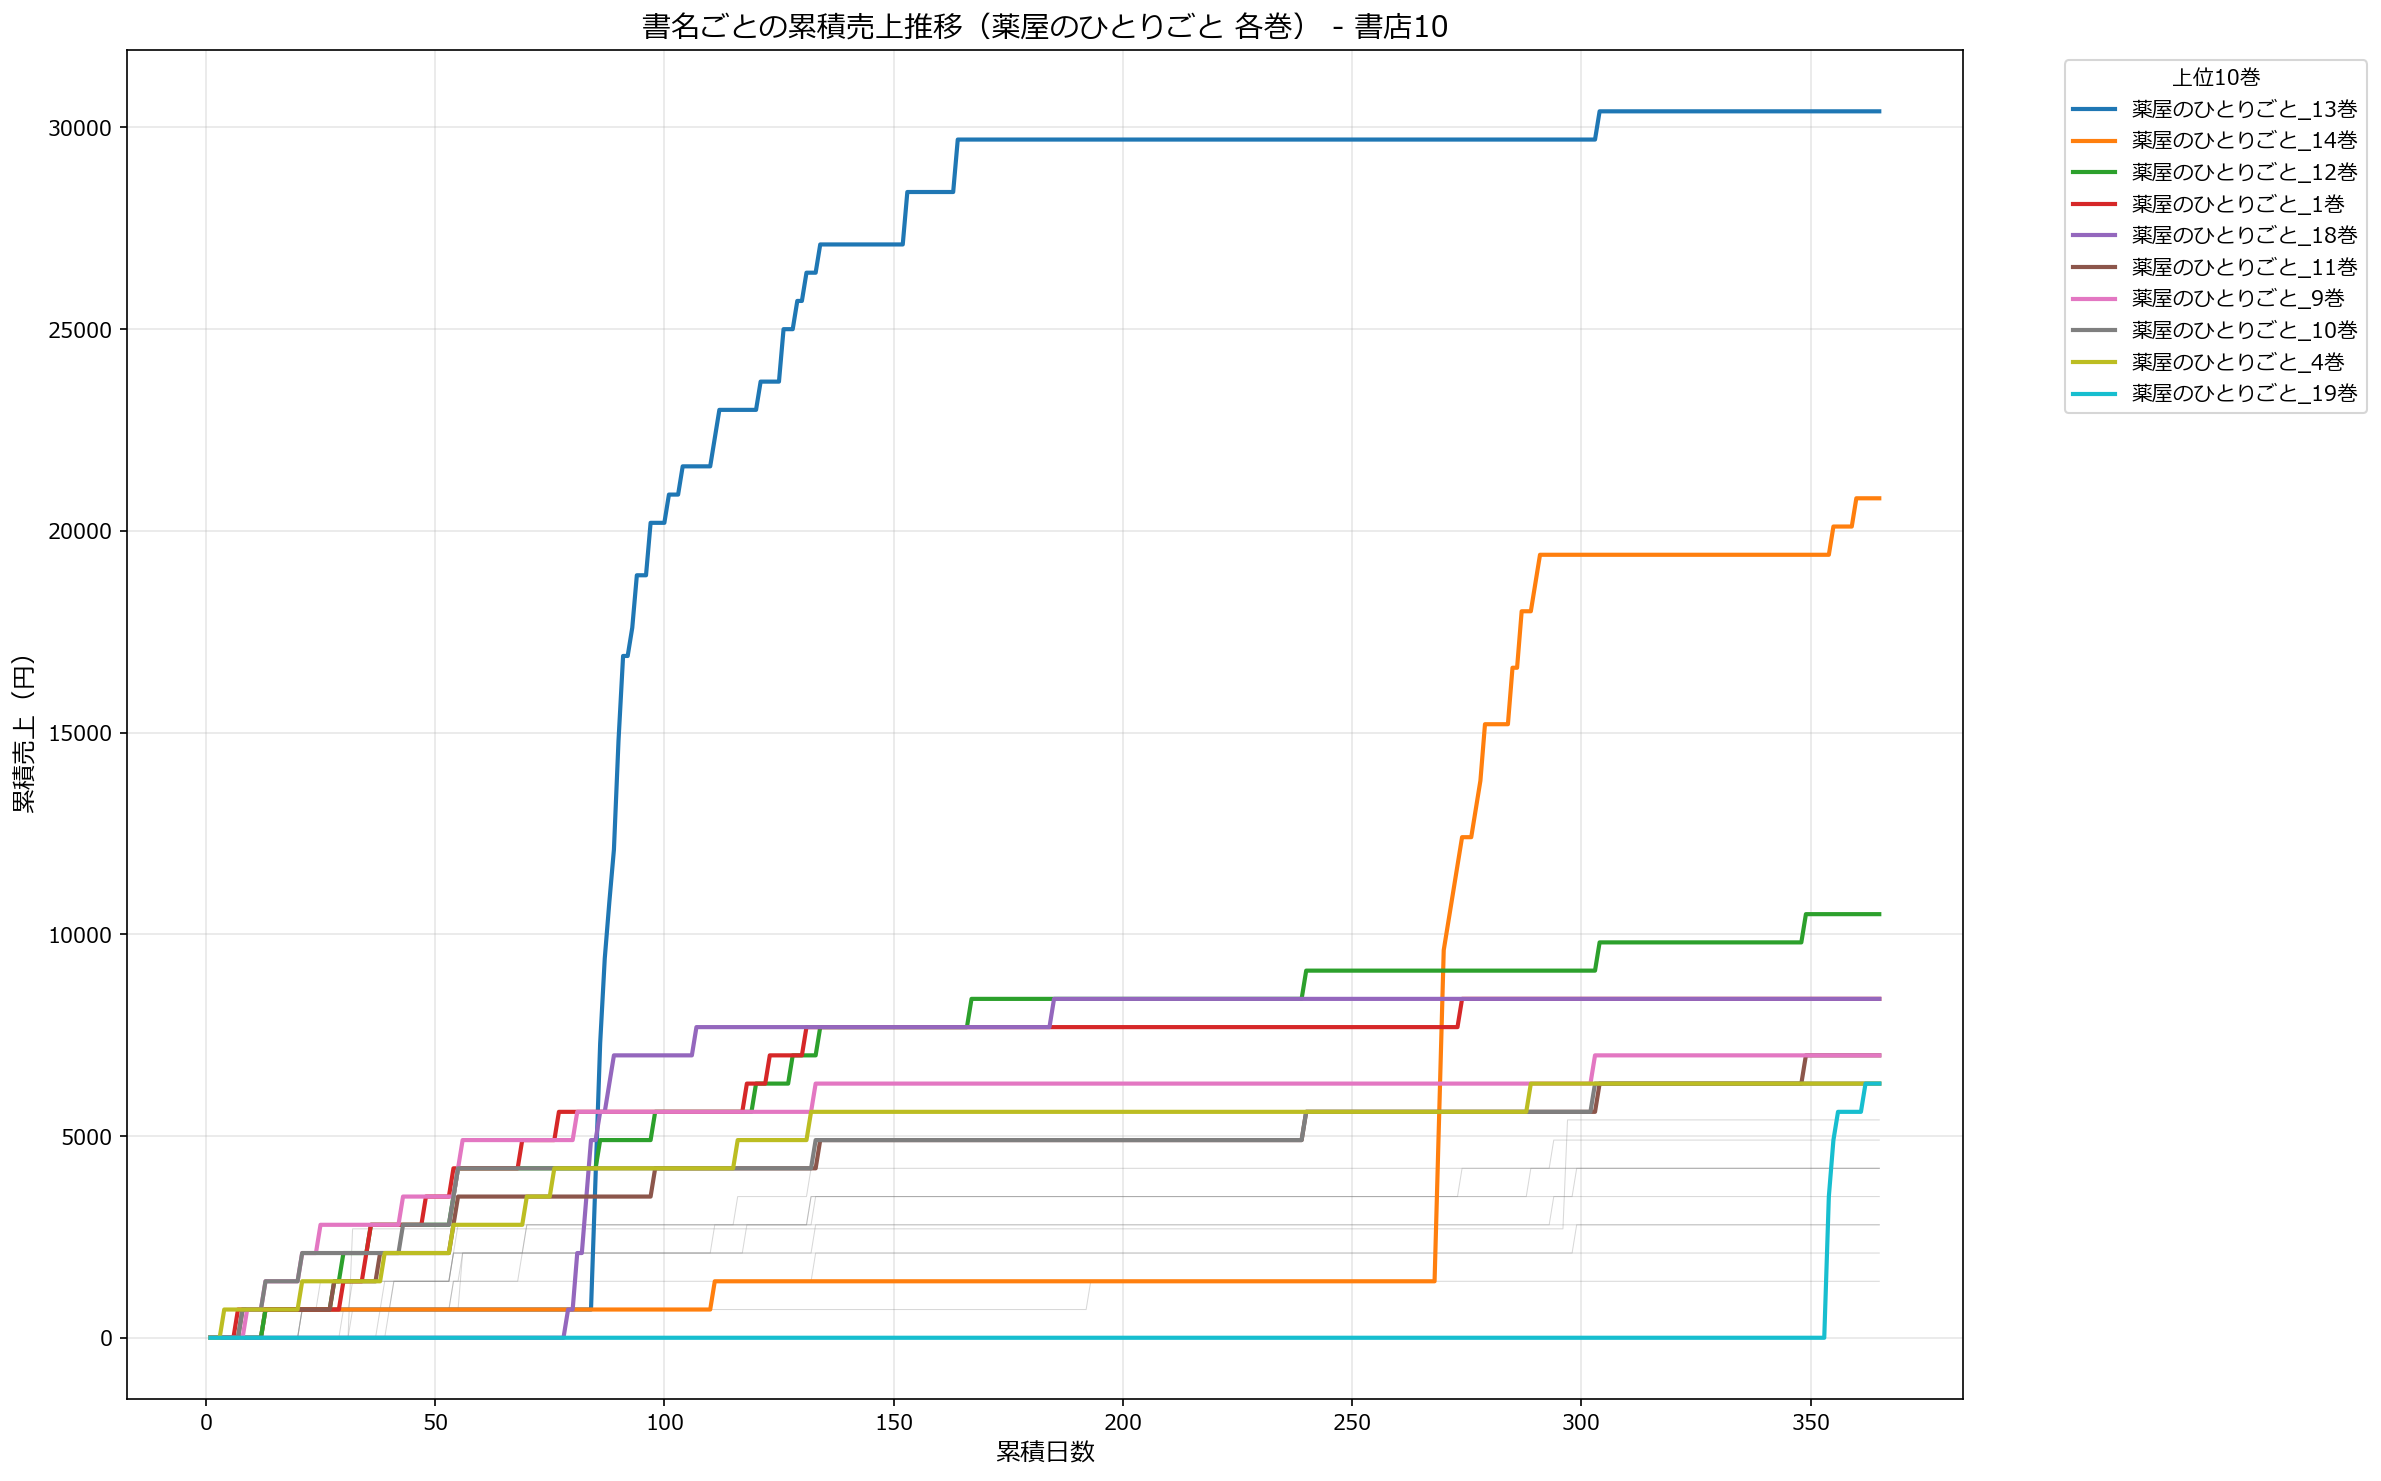 書名ごとの累積売上推移（薬屋のひとりごと 各巻） - 書店10
上位10巻
薬屋のひとりごと_13巻
薬屋のひとりごと_14巻
薬屋のひとりごと_12巻
薬屋のひとりごと_1巻
薬屋のひとりごと_18巻
薬屋のひとりごと_11巻
薬屋のひとりごと_9巻
薬屋のひとりごと_10巻
薬屋のひとりごと_4巻
薬屋のひとりごと_19巻
累積売上（円）
30000
25000
20000
15000
10000
5000
0
0 50 100 150 200 250 300 350
累積日数